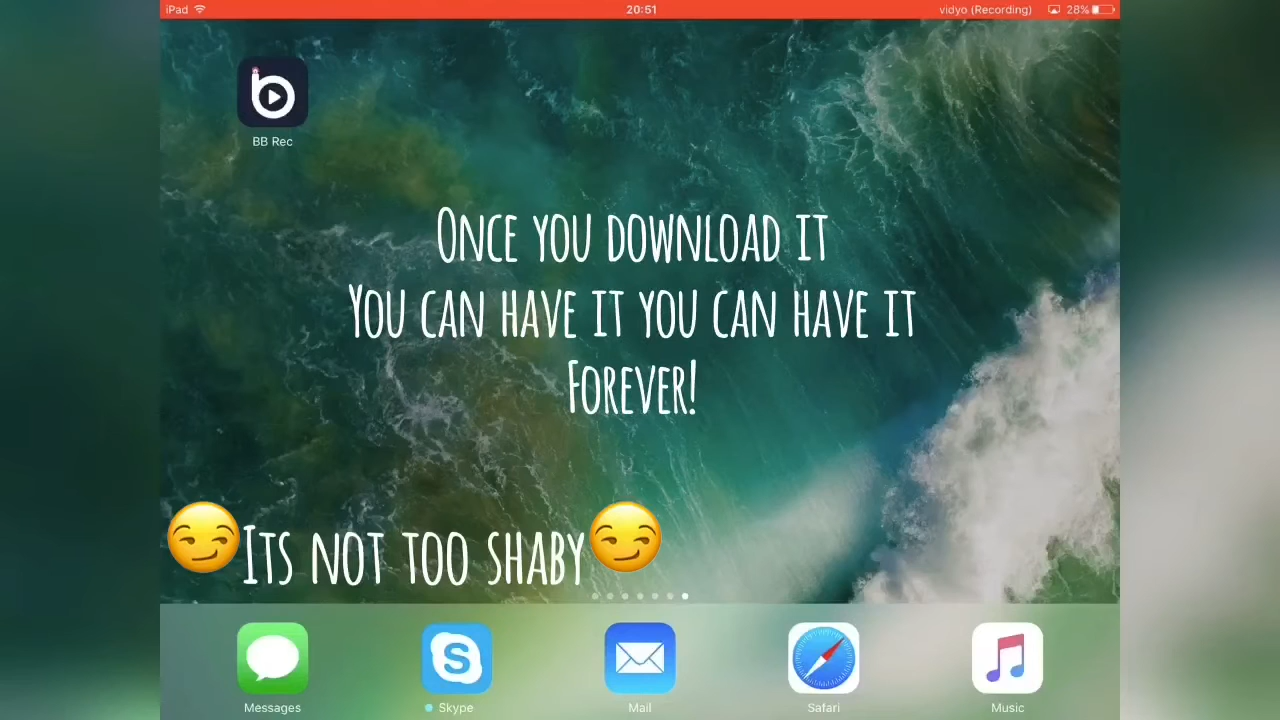 iPad 20:51 vidyo (Recording) 28%
BB Rec
Once you download it
You can have it you can have it
Forever!
Its not too shaby
Messages Skype Mail Safari Music